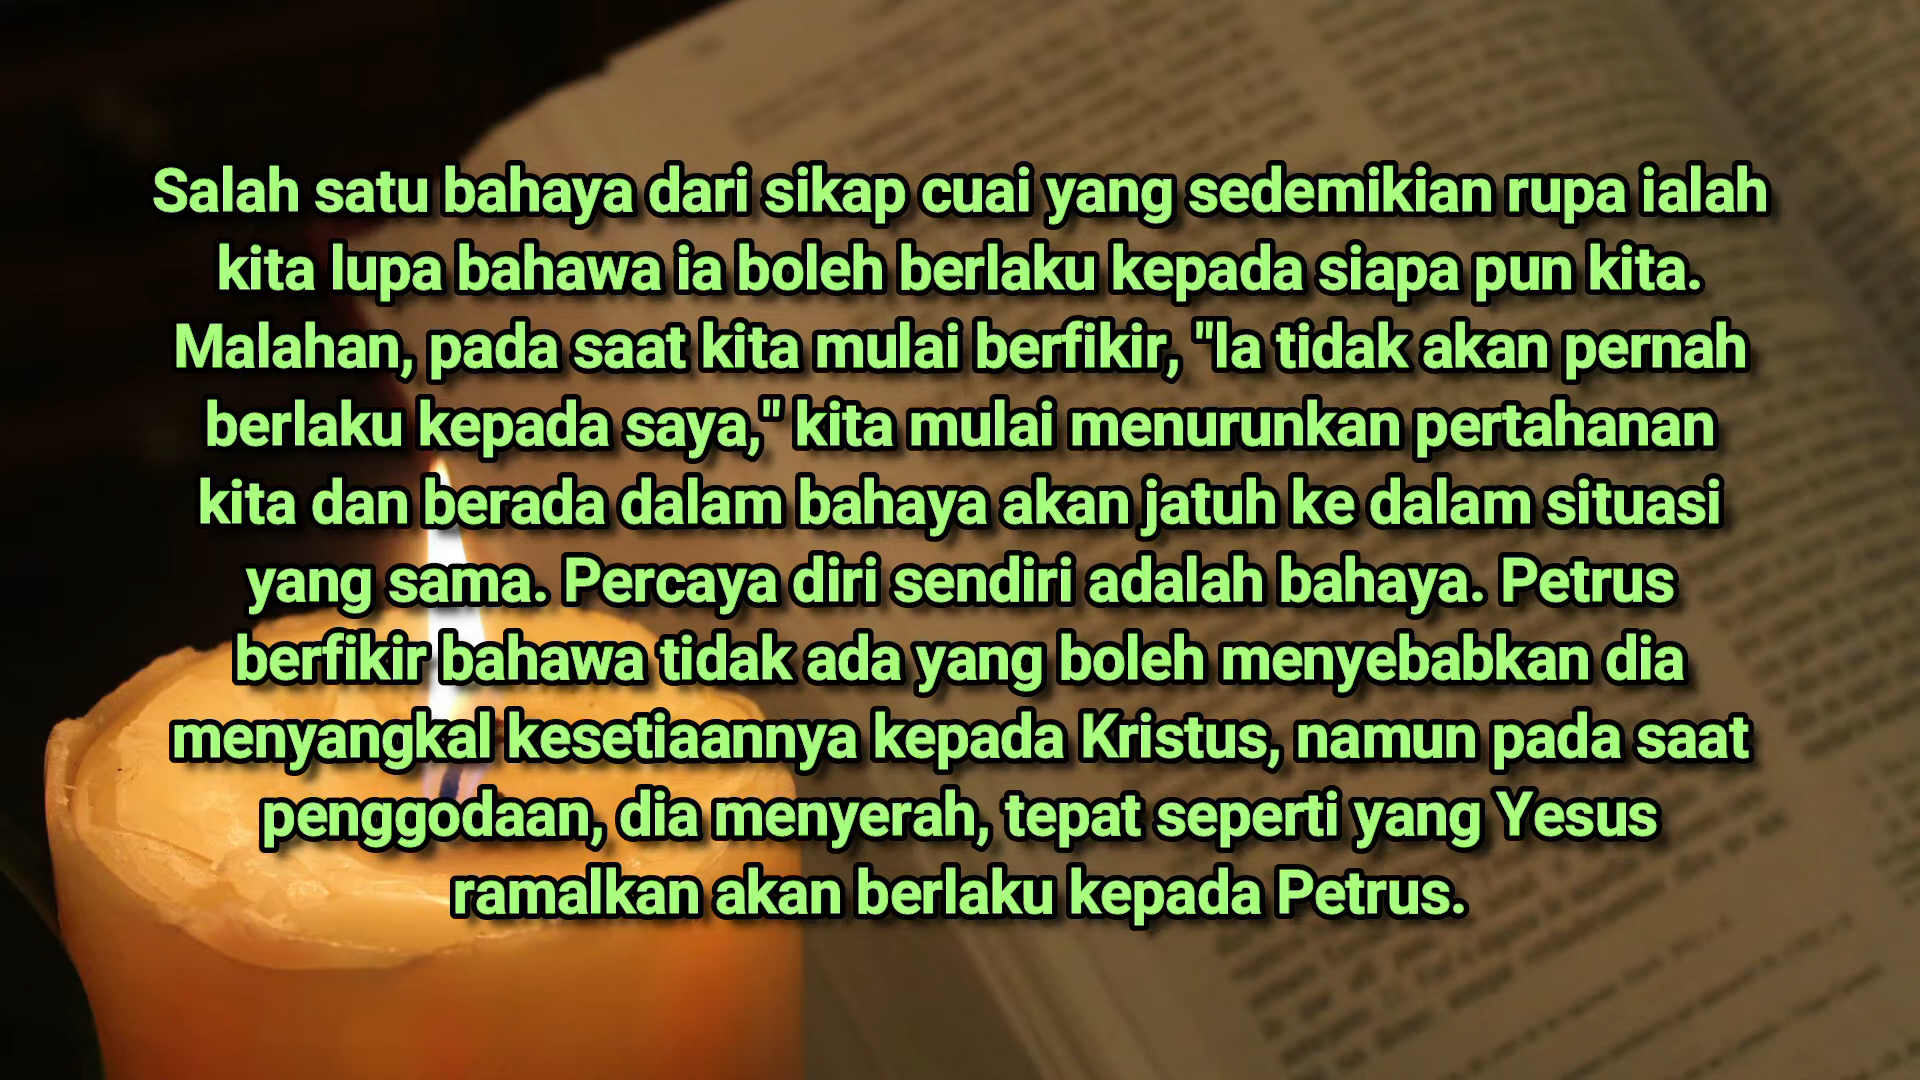 Salah satu bahaya dari sikap cuai yang sedemikian rupa ialah
kita lupa bahawa ia boleh berlaku kepada siapa pun kita.
Malahan, pada saat kita mulai berfikir, "Ia tidak akan pernah
berlaku kepada saya," kita mulai menurunkan pertahanan
kita dan berada dalam bahaya akan jatuh ke dalam situasi
yang sama. Percaya diri sendiri adalah bahaya. Petrus
berfikir bahawa tidak ada yang boleh menyebabkan dia
menyangkal kesetiaannya kepada Kristus, namun pada saat
penggodaan, dia menyerah, tepat seperti yang Yesus
ramalkan akan berlaku kepada Petrus.